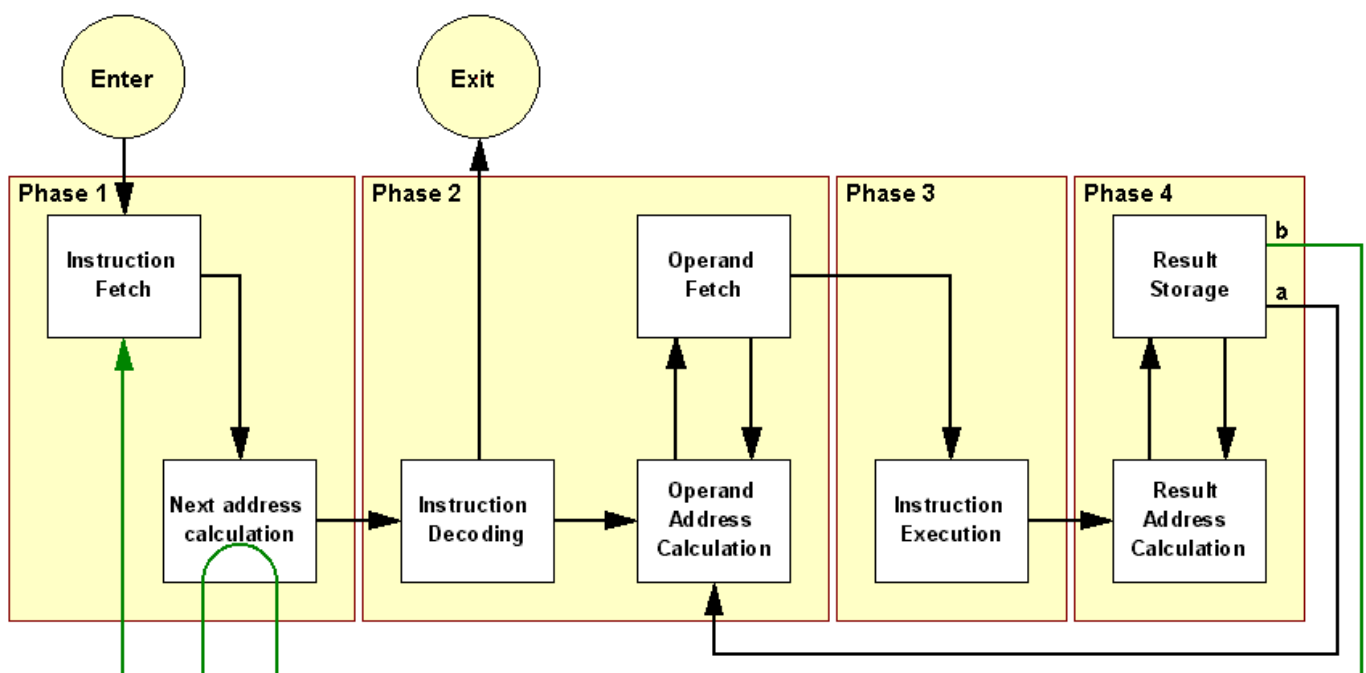 Enter
Exit
Phase 1
Instruction
Fetch
Next address
calculation
Phase 2
Instruction
Decoding
Operand
Fetch
Operand
Address
Calculation
Phase 3
Instruction
Execution
Phase 4
Result
Storage
b
a
Result
Address
Calculation